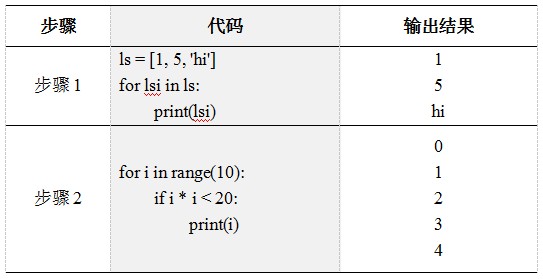 步骤 代码 输出结果
步骤 1
ls = [1, 5, 'hi']
for lsi in ls:
print(lsi)
1
5
hi
步骤 2
for i in range(10):
if i * i < 20:
print(i)
0
1
2
3
4